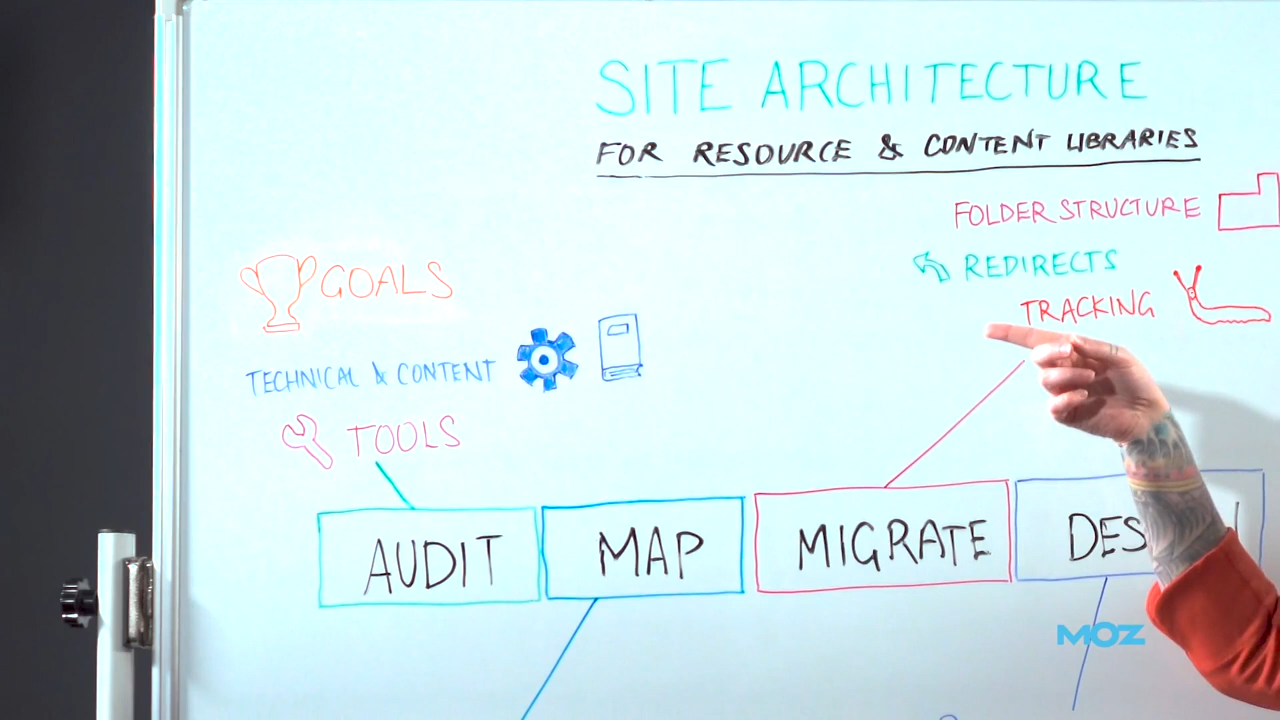 SITE ARCHITECTURE
FOR RESOURCE & CONTENT LIBRARIES
FOLDER STRUCTURE
REDIRECTS
TRACKING
GOALS
TECHNICAL & CONTENT
TOOLS
AUDIT
MAP
MIGRATE
MOZ